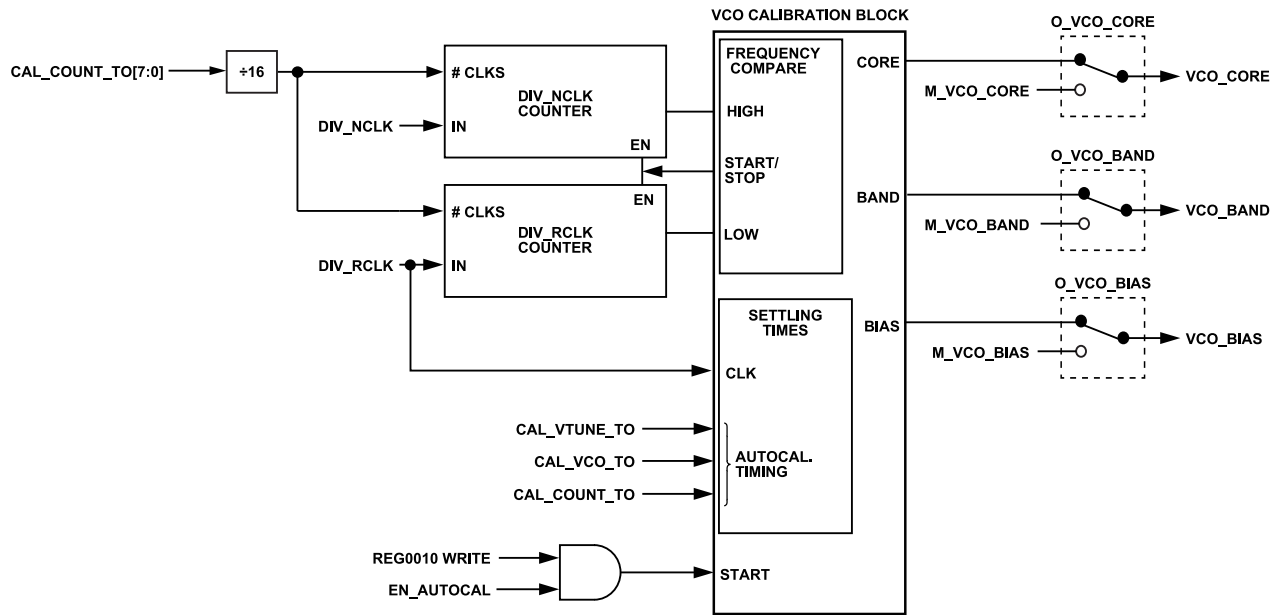 VCO CALIBRATION BLOCK
O_VCO_CORE
CAL_COUNT_TO[7:0]
÷16
# CLKS
DIV_NCLK
COUNTER
DIV_NCLK
IN
EN
FREQUENCY
COMPARE
HIGH
START/
STOP
LOW
CORE
M_VCO_CORE
VCO_CORE
# CLKS
EN
DIV_RCLK
COUNTER
DIV_RCLK
IN
O_VCO_BAND
BAND
M_VCO_BAND
VCO_BAND
SETTLING
TIMES
CLK
O_VCO_BIAS
BIAS
M_VCO_BIAS
VCO_BIAS
CAL_VTUNE_TO
CAL_VCO_TO
CAL_COUNT_TO
AUTOCAL.
TIMING
REG0010 WRITE
EN_AUTOCAL
START